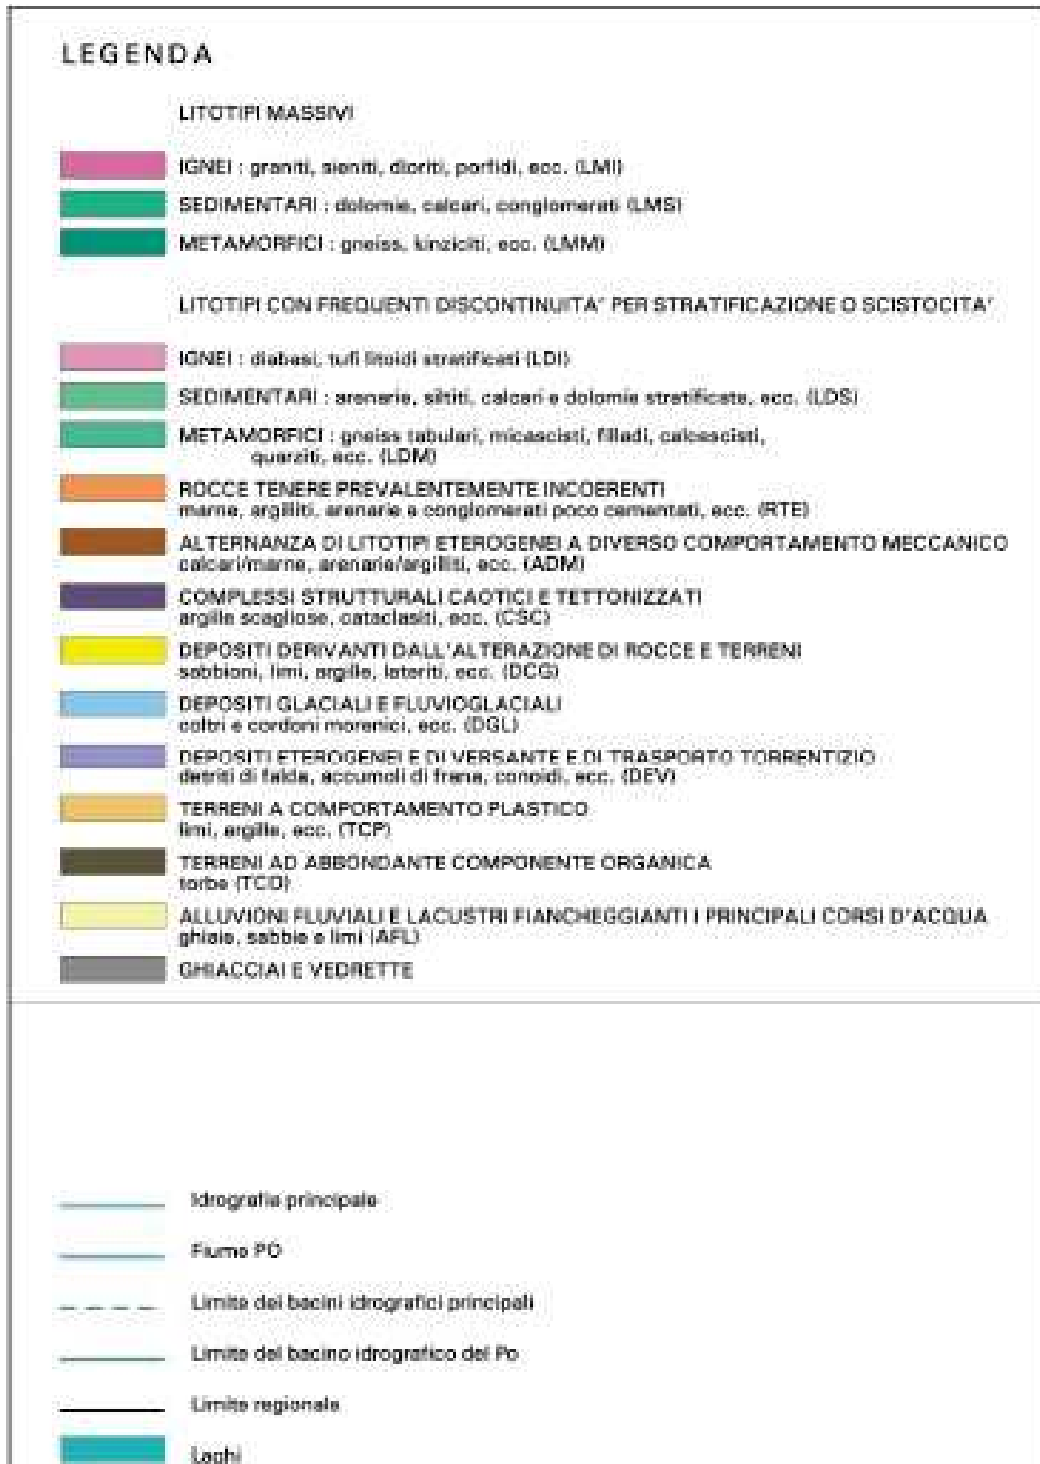 LEGENDA
LITOTIPI MASSIVI
IGNEI : graniti, sieniti, dioriti, porfidi, ecc. (LMI)
SEDIMENTARI : dolomie, calcari, conglomerati (LMS)
METAMORFICI : gneiss, kinziciti, ecc. (LMM)
LITOTIPI CON FREQUENTI DISCONTINUITA' PER STRATIFICAZIONE O SCISTOCITA'
IGNEI : diabasi, tufi litoidi stratificati (LDI)
SEDIMENTARI : arenarie, siltiti, calcari e dolomie stratificate, ecc. (LDS)
METAMORFICI : gneiss tabulari, micascisti, filladi, calcescisti,
quarziti, ecc. (LDM)
ROCCE TENERE PREVALENTEMENTE INCOERENTI
marne, argilliti, arenarie e conglomerati poco cementati, ecc. (RTE)
ALTERNANZA DI LITOTIPI ETEROGENEI A DIVERSO COMPORTAMENTO MECCANICO
calcari/marne, arenarie/argilliti, ecc. (ADM)
COMPLESSI STRUTTURALI CAOTICI E TETTONIZZATI
argille scagliose, cataclasiti, ecc. (CSC)
DEPOSITI DERIVANTI DALL'ALTERAZIONE DI ROCCE E TERRENI
sabbioni, limi, argille, lateriti, ecc. (DCG)
DEPOSITI GLACIALI E FLUVIOGLACIALI
coltri e cordoni morenici, ecc. (DGL)
DEPOSITI ETEROGENEI E DI VERSANTE E DI TRASPORTO TORRENTIZIO
detriti di falda, accumoli di frana, conoidi, ecc. (DEV)
TERRENI A COMPORTAMENTO PLASTICO
limi, argille, ecc. (TCP)
TERRENI AD ABBONDANTE COMPONENTE ORGANICA
torbe (TCO)
ALLUVIONI FLUVIALI E LACUSTRI FIANCHEGGIANTI I PRINCIPALI CORSI D'ACQUA
ghiaie, sabbie e limi (AFL)
GHIACCIAI E VEDRETTE
Idrografia principale
Fiume PO
Limite dei bacini idrografici principali
Limite del bacino idrografico del Po
Limite regionale
Laghi